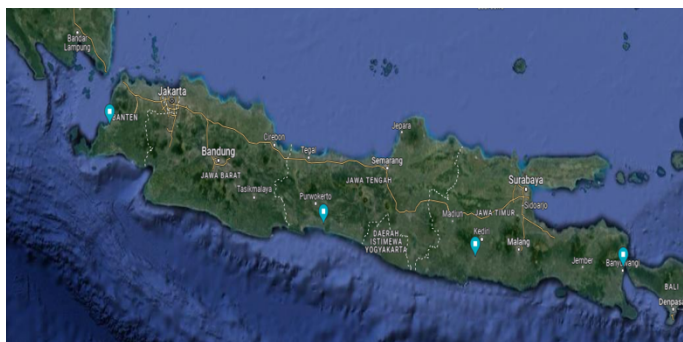 Bandar
Lampung
Jakarta
BANTEN
Cirebon
Tegal
Jepara
Bandung
JAWA BARAT
Semarang
JAWA TENGAH
Tasikmalaya
Purwokerto
Surabaya
Sidoarjo
Madiun
JAWA TIMUR
DAERAH
ISTIMEWA
YOGYAKARTA
Kediri
Malang
Jember
Banyuwangi
BALI
Denpasa